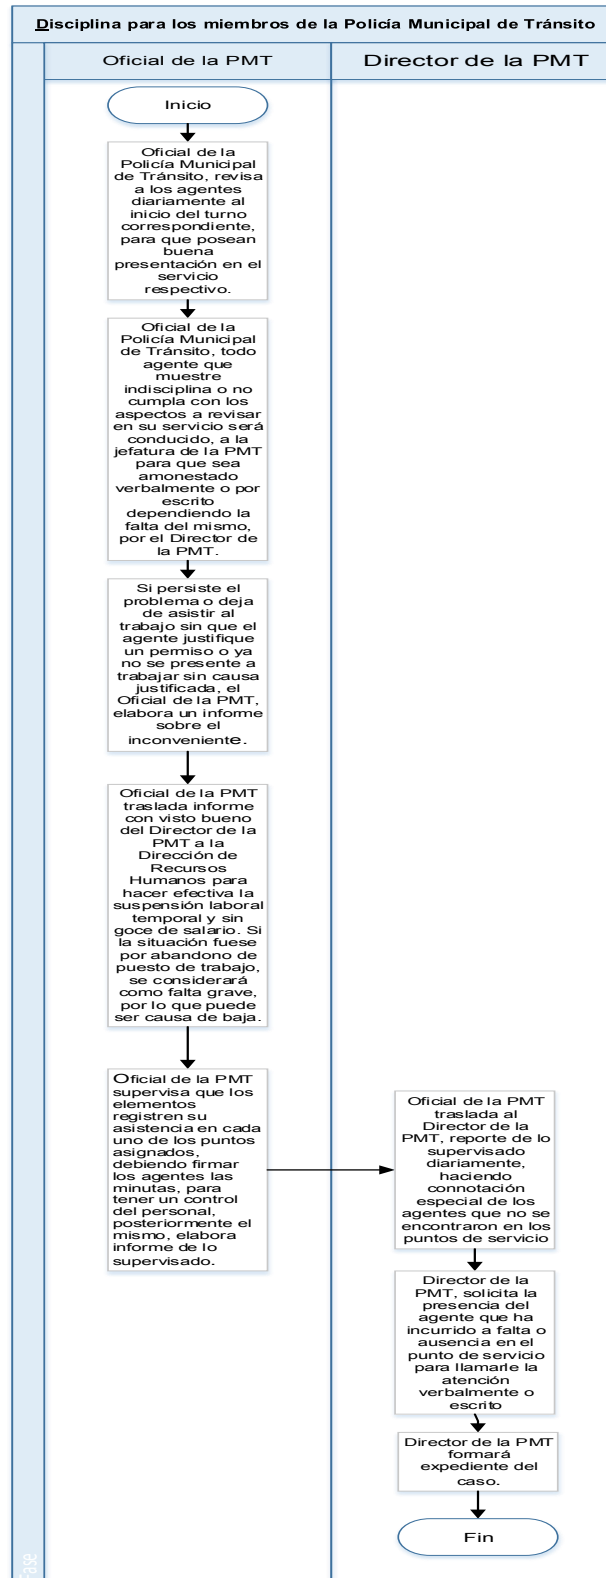 Disciplina para los miembros de la Policía Municipal de Tránsito
Oficial de la PMT
Director de la PMT
Inicio
Oficial de la
Policía Municipal
de Tránsito, revisa
a los agentes
diariamente al
inicio del turno
correspondiente,
para que posean
buena
presentación en el
servicio
respectivo.
Oficial de la
Policía Municipal
de Tránsito, todo
agente que
muestre
indisciplina o no
cumpla con los
aspectos a revisar
en su servicio será
conducido, a la
jefatura de la PMT
para que sea
amonestado
verbalmente o por
escrito
dependiendo la
falta del mismo,
por el Director de
la PMT.
Si persiste el
problema o deja
de asistir al
trabajo sin que el
agente justifique
un permiso o ya
no se presente a
trabajar sin causa
justificada, el
Oficial de la PMT,
elabora un informe
sobre el
inconveniente.
Oficial de la PMT
traslada informe
con visto bueno
del Director de la
PMT a la
Dirección de
Recursos
Humanos para
hacer efectiva la
suspensión laboral
temporal y sin
goce de salario. Si
la situación fuese
por abandono de
puesto de trabajo,
se considerará
como falta grave,
por lo que puede
ser causa de baja.
Oficial de la PMT
supervisa que los
elementos
registren su
asistencia en cada
uno de los puntos
asignados,
debiendo firmar
los agentes las
minutas, para
tener un control
del personal,
posteriormente el
mismo, elabora
informe de lo
supervisado.
Oficial de la PMT
traslada al
Director de la
PMT, reporte de lo
supervisado
diariamente,
haciendo
connotación
especial de los
agentes que no se
encontraron en los
puntos de servicio
Director de la
PMT, solicita la
presencia del
agente que ha
incurrido a falta o
ausencia en el
punto de servicio
para llamarle la
atención
verbalmente o
escrito
Director de la PMT
formará
expediente del
caso.
Fin
Fase